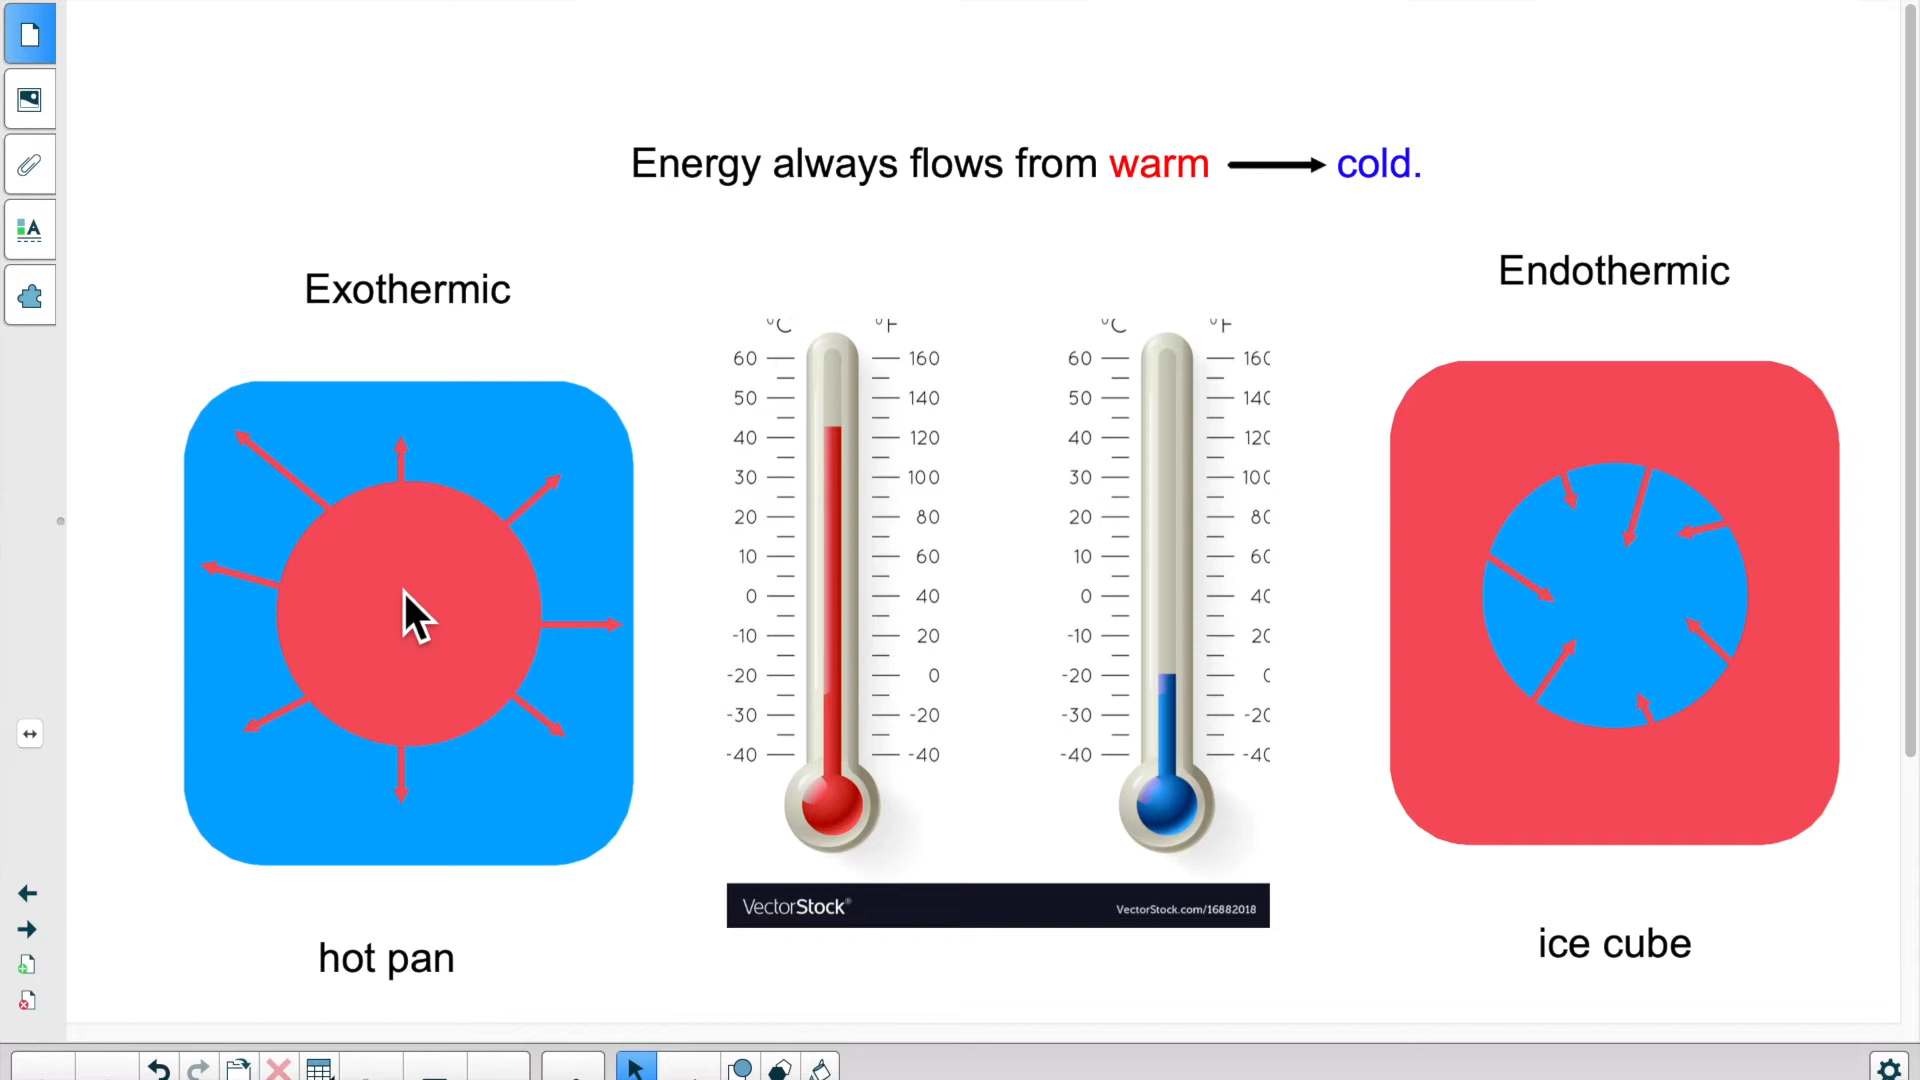 Energy always flows from warm cold.
Exothermic
Endothermic
°C °F
60 160
50 140
40 120
30 100
20 80
10 60
0 40
-10 20
-20 0
-30 -20
-40 -40
°C °F
60
50
40
30
20
10
0
-10
-20
-30
-40
VectorStock®
VectorStock.com/16882018
hot pan
ice cube